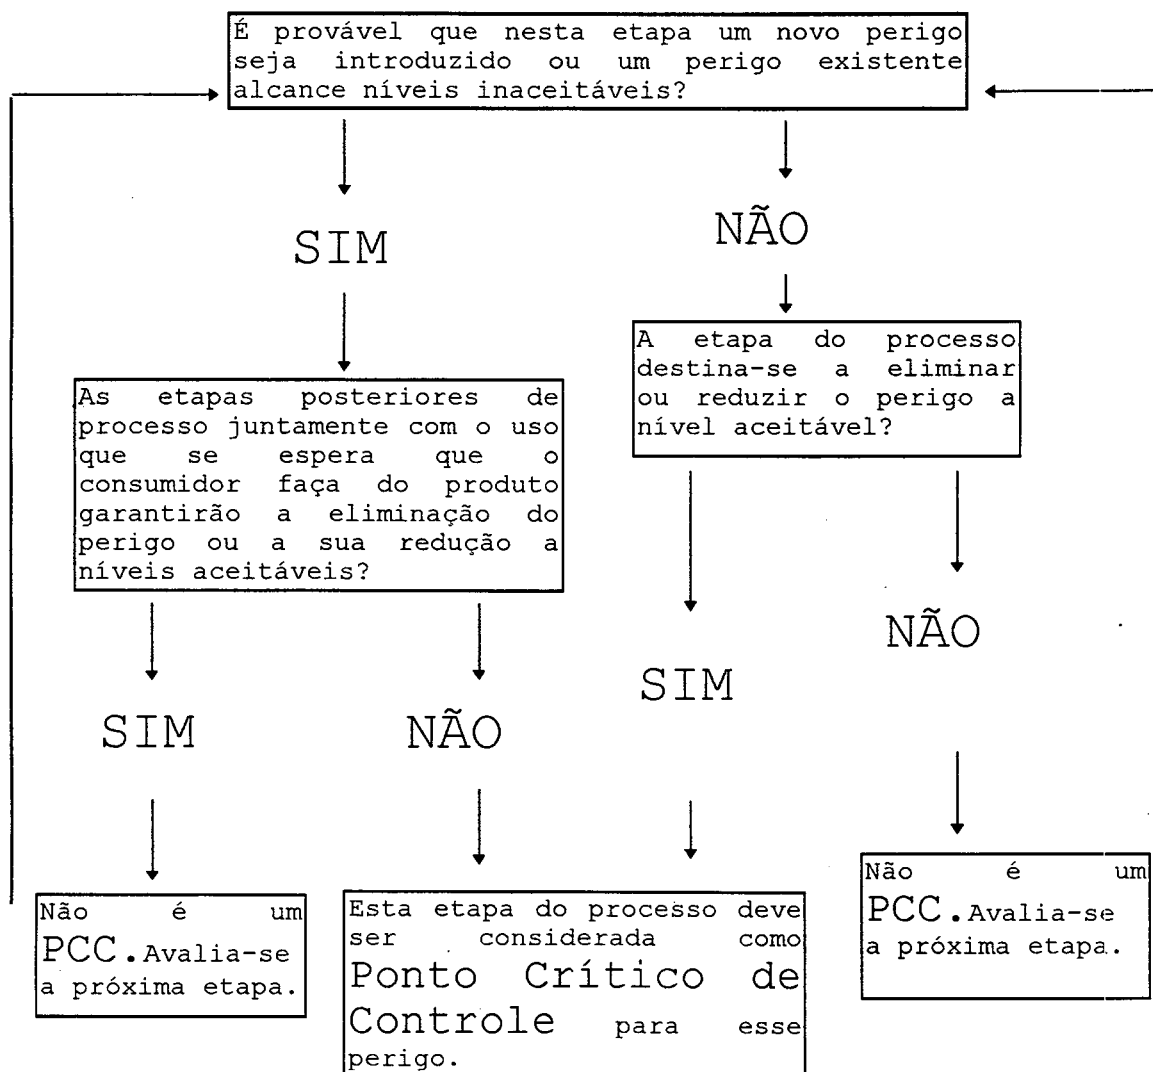 É provável que nesta etapa um novo perigo
seja introduzido ou um perigo existente
alcance níveis inaceitáveis?
SIM
NÃO
A etapa do processo
destina-se a eliminar
ou reduzir o perigo a
nível aceitável?
As etapas posteriores de
processo juntamente com o uso
que se espera que o
consumidor faça do produto
garantirão a eliminação do
perigo ou a sua redução a
níveis aceitáveis?
SIM
NÃO
SIM
NÃO
Não é um
PCC.Avalia-se
a próxima etapa.
Esta etapa do processo deve
ser considerada como
Ponto Crítico de
Controle para esse
perigo.
Não é um
PCC.Avalia-se
a próxima etapa.